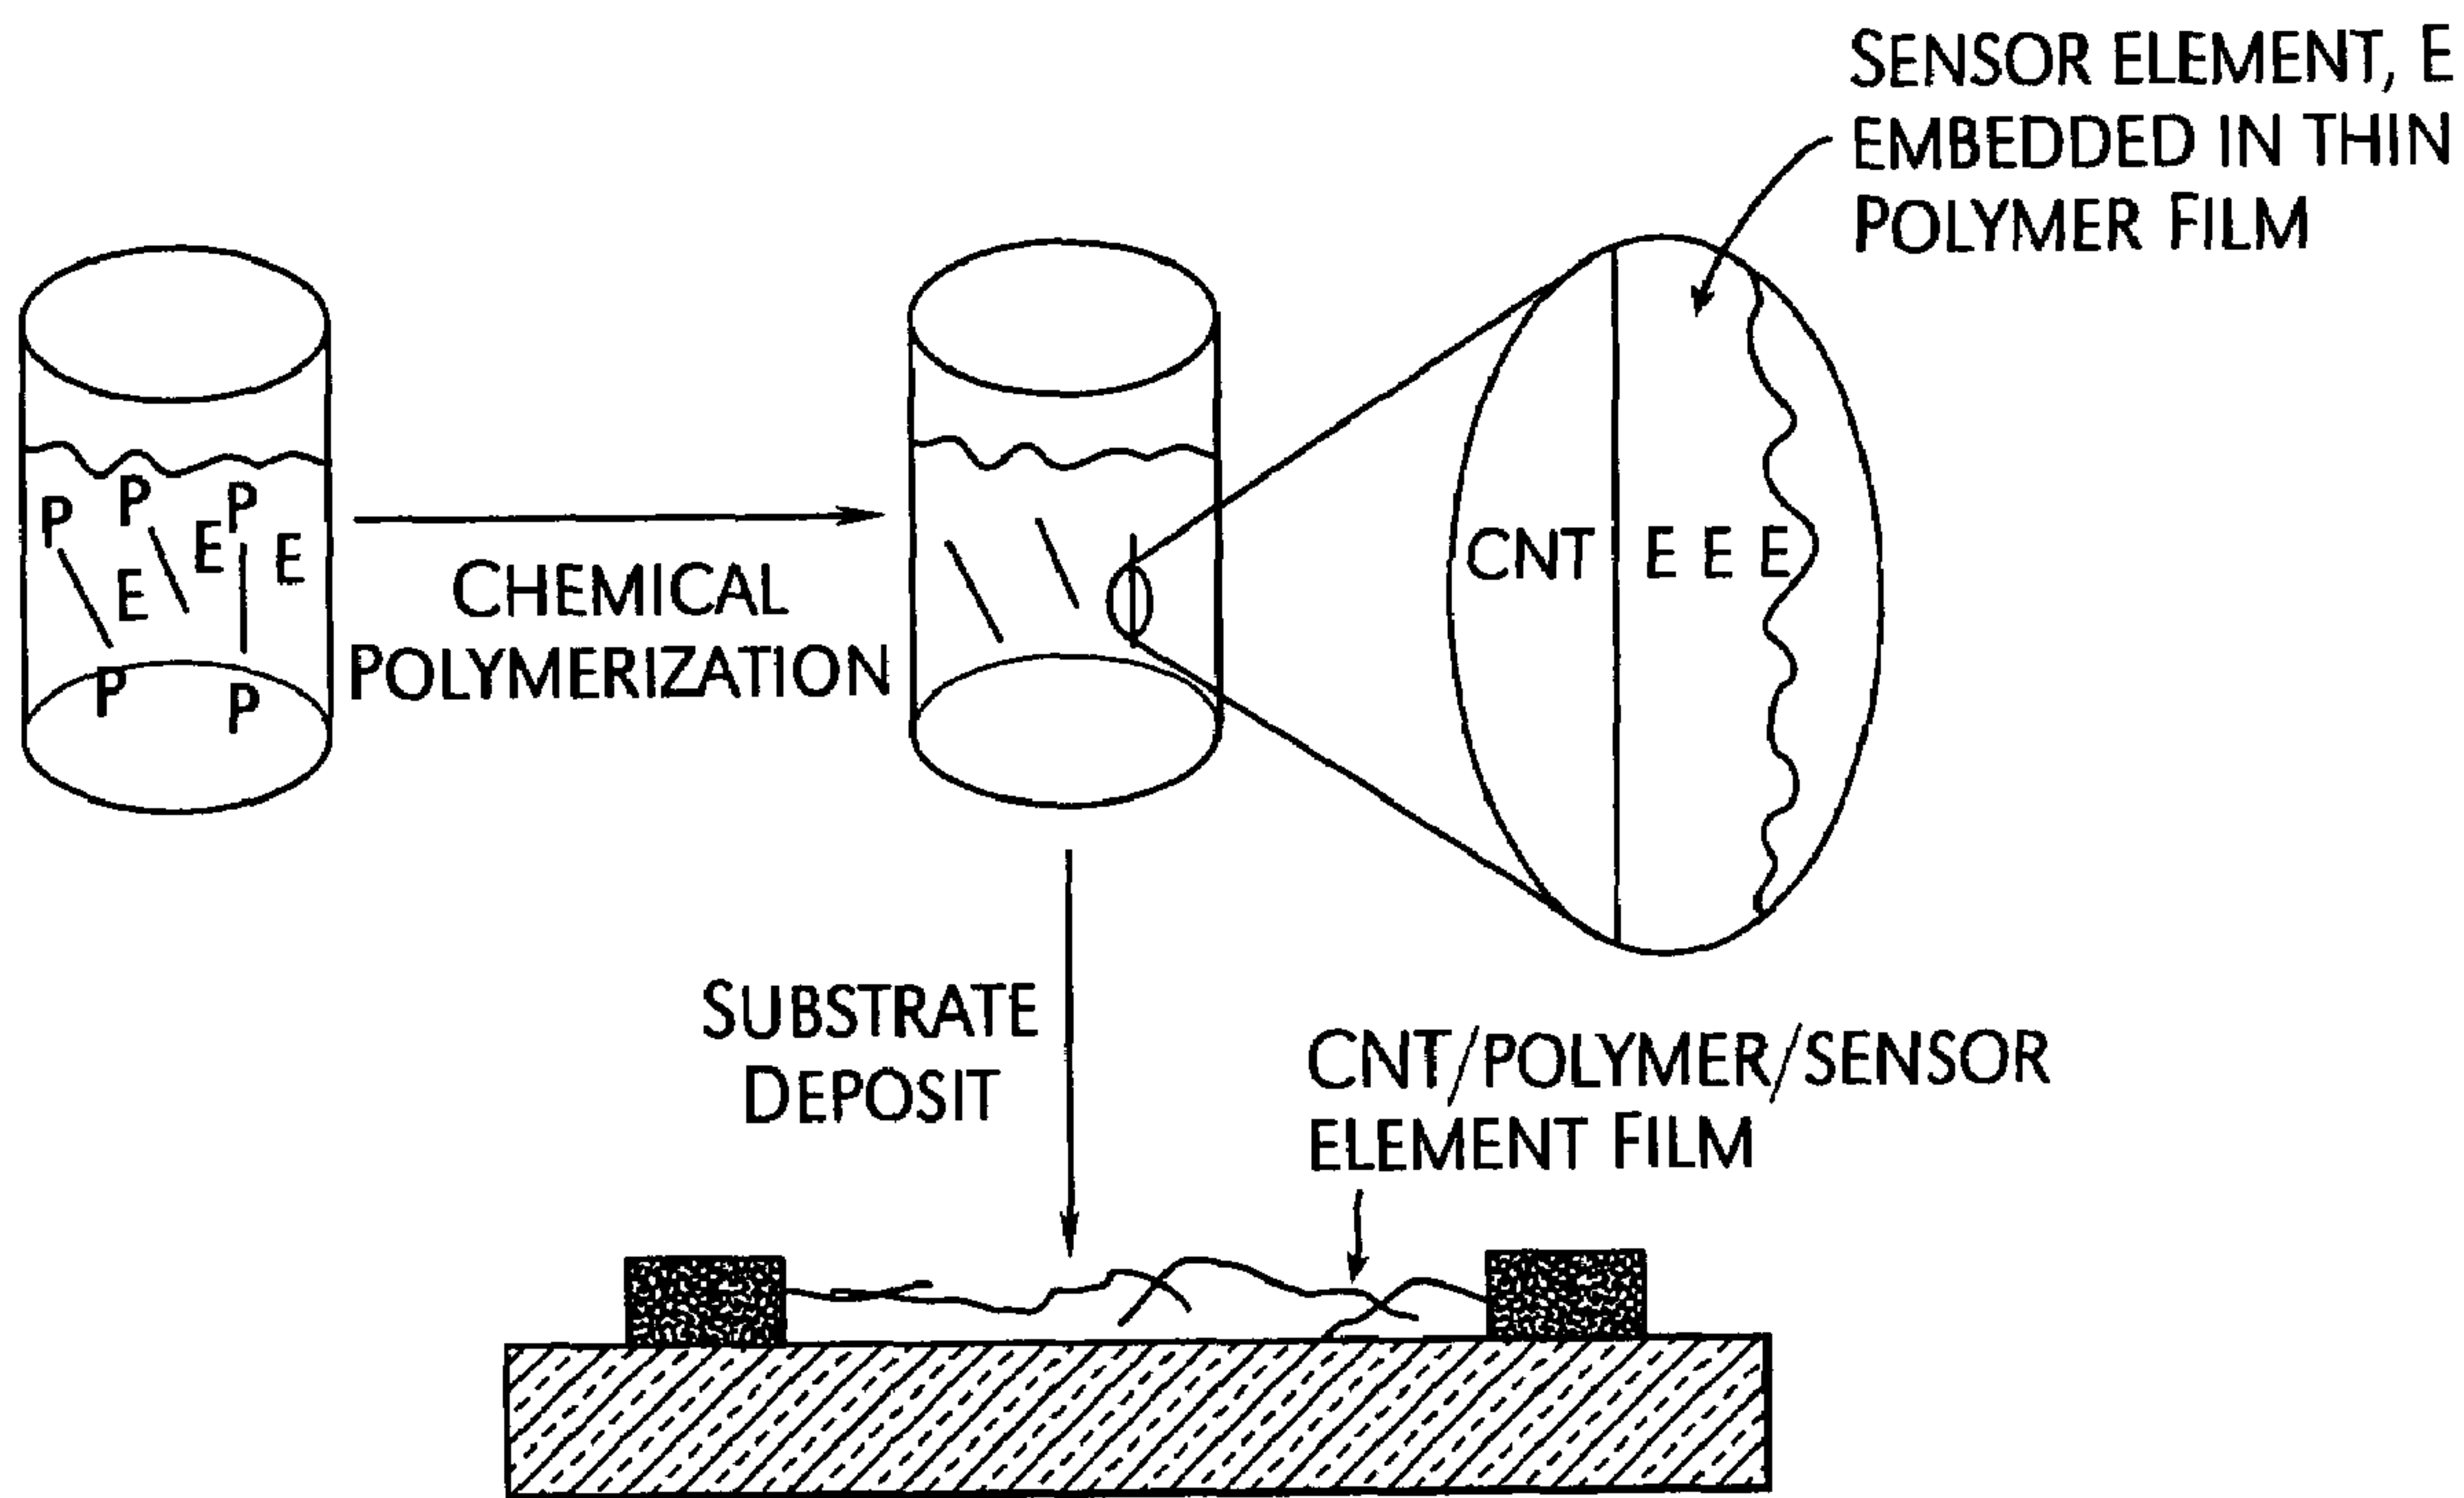 SENSOR ELEMENT, E
EMBEDDED IN THIN
POLYMER FILM
P P P
E E
E
P P
CHEMICAL
POLYMERIZATION
CNT E E E
SUBSTRATE
DEPOSIT
CNT/POLYMER/SENSOR
ELEMENT FILM